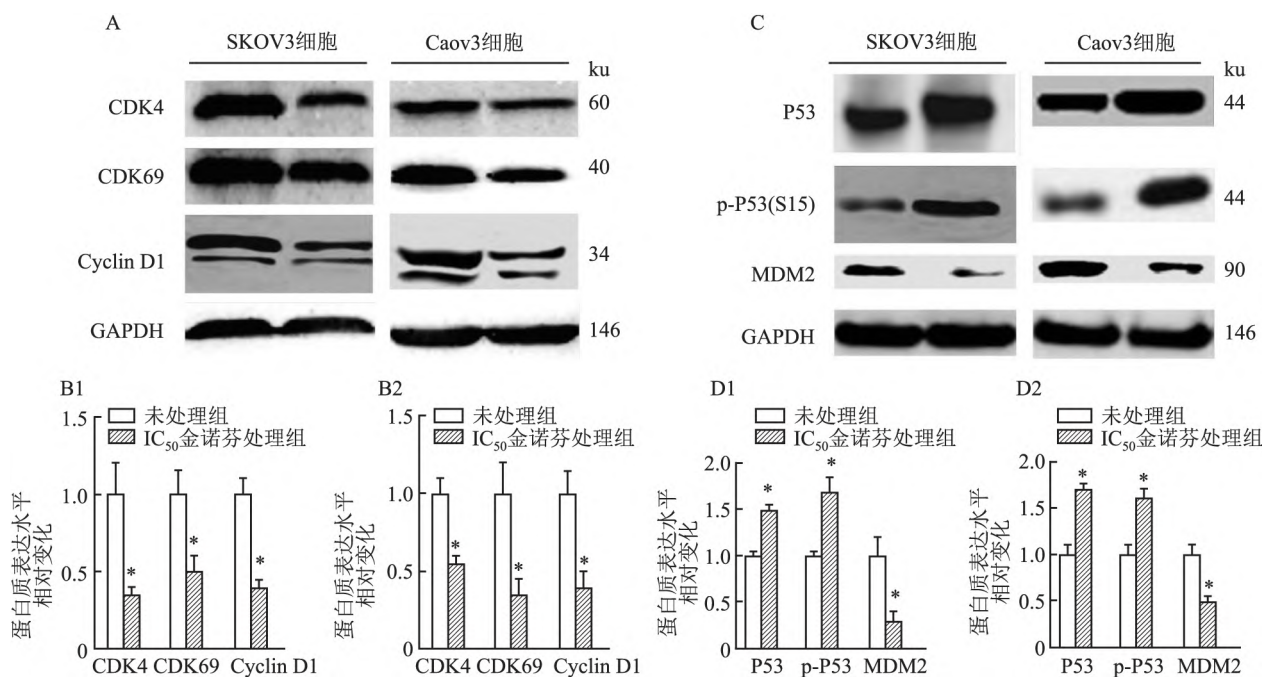 A
SKOV3细胞
Caov3细胞
ku
CDK4
60
CDK69
40
Cyclin D1
34
GAPDH
146
C
SKOV3细胞
Caov3细胞
ku
P53
44
p-P53(S15)
44
MDM2
90
GAPDH
146
B1
未处理组
IC50金诺芬处理组
1.5
1.0
0.5
0
蛋白质表达水平
相对变化
*
*
*
CDK4 CDK69 Cyclin D1
B2
未处理组
IC50金诺芬处理组
1.5
1.0
0.5
0
蛋白质表达水平
相对变化
*
*
*
CDK4 CDK69 Cyclin D1
D1
未处理组
IC50金诺芬处理组
2.0
1.5
1.0
0.5
0
蛋白质表达水平
相对变化
*
*
*
P53 p-P53 MDM2
D2
未处理组
IC50金诺芬处理组
2.0
1.5
1.0
0.5
0
蛋白质表达水平
相对变化
*
*
*
P53 p-P53 MDM2